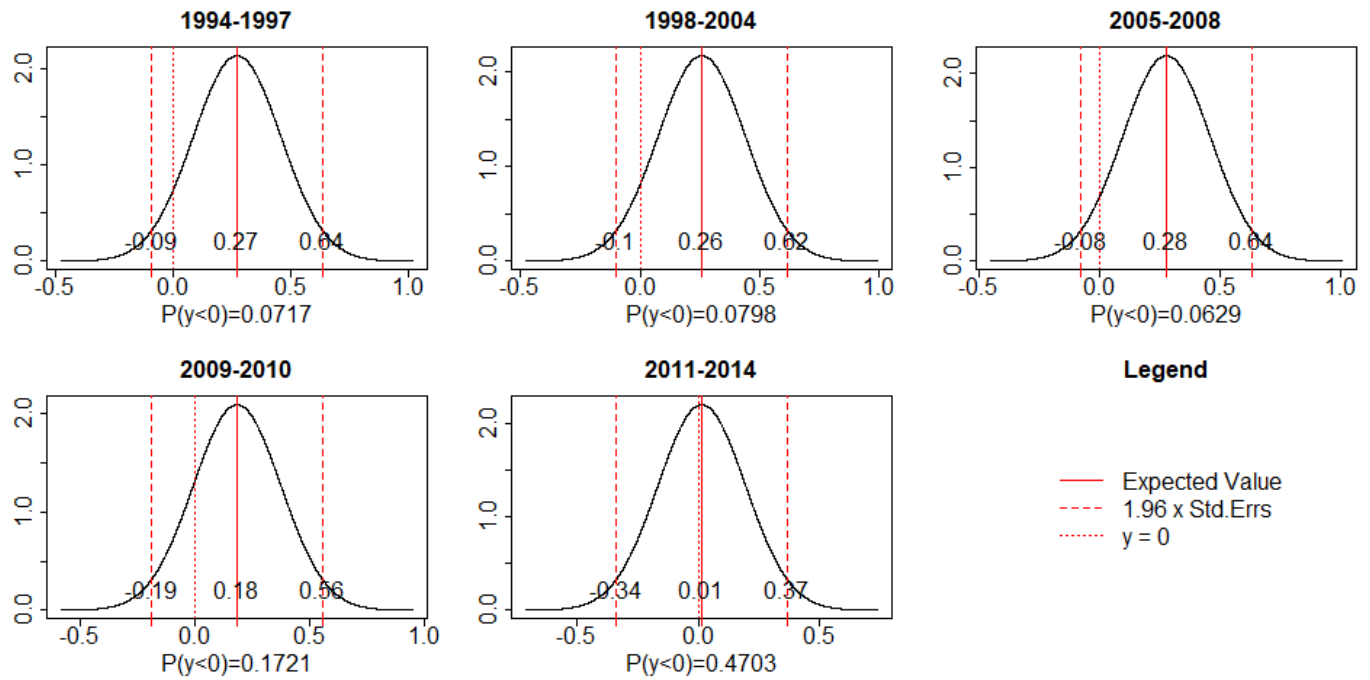 1994-1997
2.0
1.0
0.0
-0.09 0.27 0.64
-0.5 0.0 0.5 1.0
P(y<0)=0.0717
1998-2004
2.0
1.0
0.0
-0.1 0.26 0.62
-0.5 0.0 0.5 1.0
P(y<0)=0.0798
2005-2008
2.0
1.0
0.0
-0.08 0.28 0.64
-0.5 0.0 0.5 1.0
P(y<0)=0.0629
2009-2010
2.0
1.0
0.0
-0.19 0.18 0.56
-0.5 0.0 0.5 1.0
P(y<0)=0.1721
2011-2014
2.0
1.0
0.0
-0.34 0.01 0.37
-0.5 0.0 0.5
P(y<0)=0.4703
Legend
Expected Value
1.96 x Std.Errs
y = 0